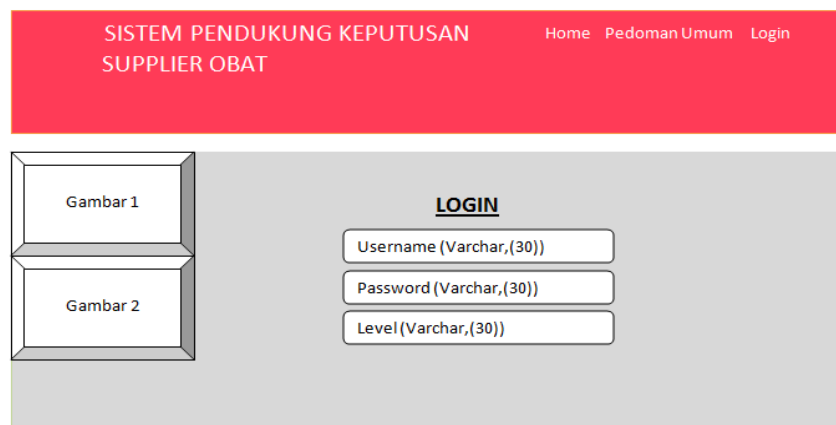 SISTEM PENDUKUNG KEPUTUSAN
SUPPLIER OBAT
Home Pedoman Umum Login
Gambar 1
Gambar 2
LOGIN
Username (Varchar,(30))
Password (Varchar,(30))
Level (Varchar,(30))